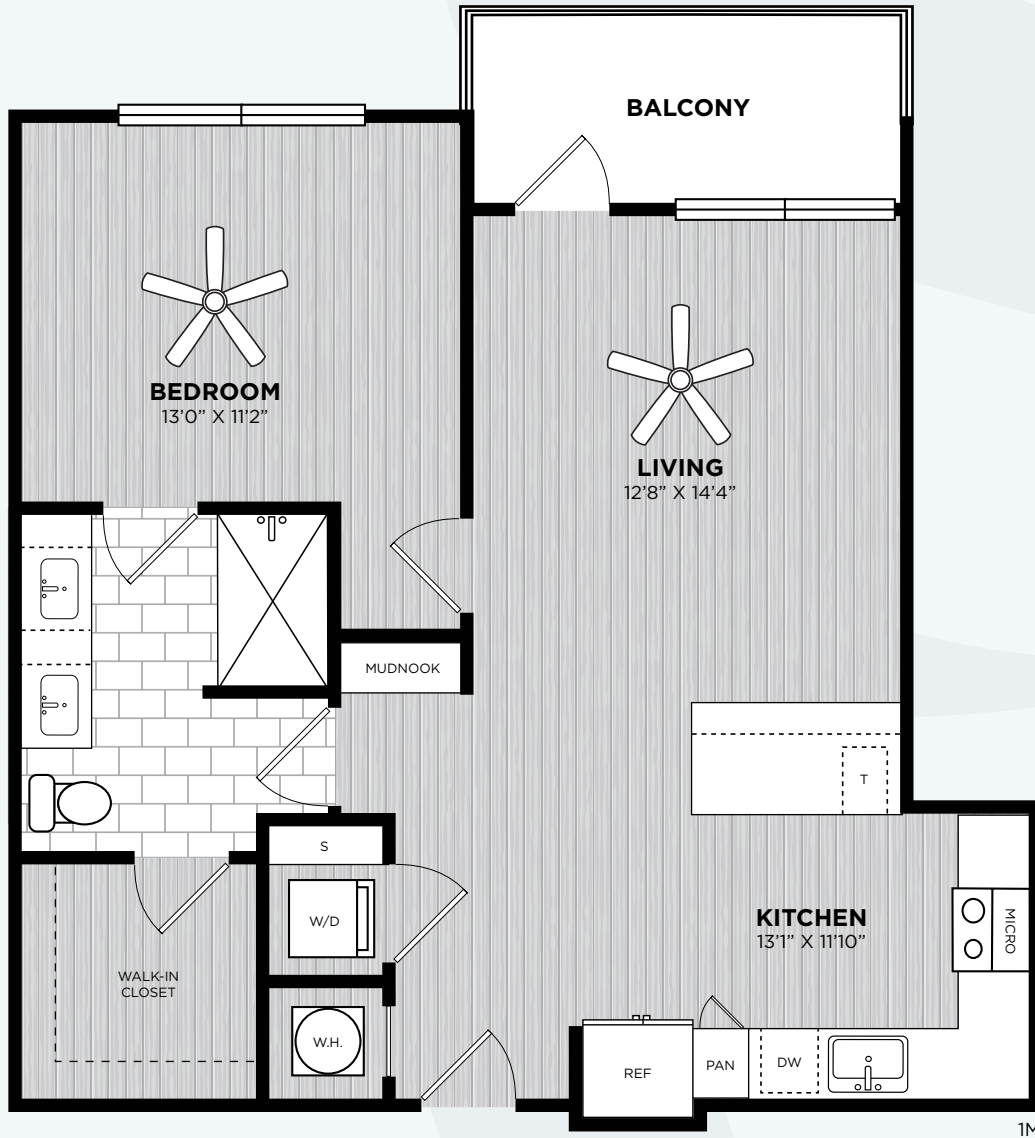 BALCONY
BEDROOM
13’0” X 11’2”
LIVING
12’8” X 14’4”
MUDNOOK
T
S
W/D
KITCHEN
13’1” X 11’10”
MICRO
WALK-IN
CLOSET
W.H.
REF
PAN
DW
1M